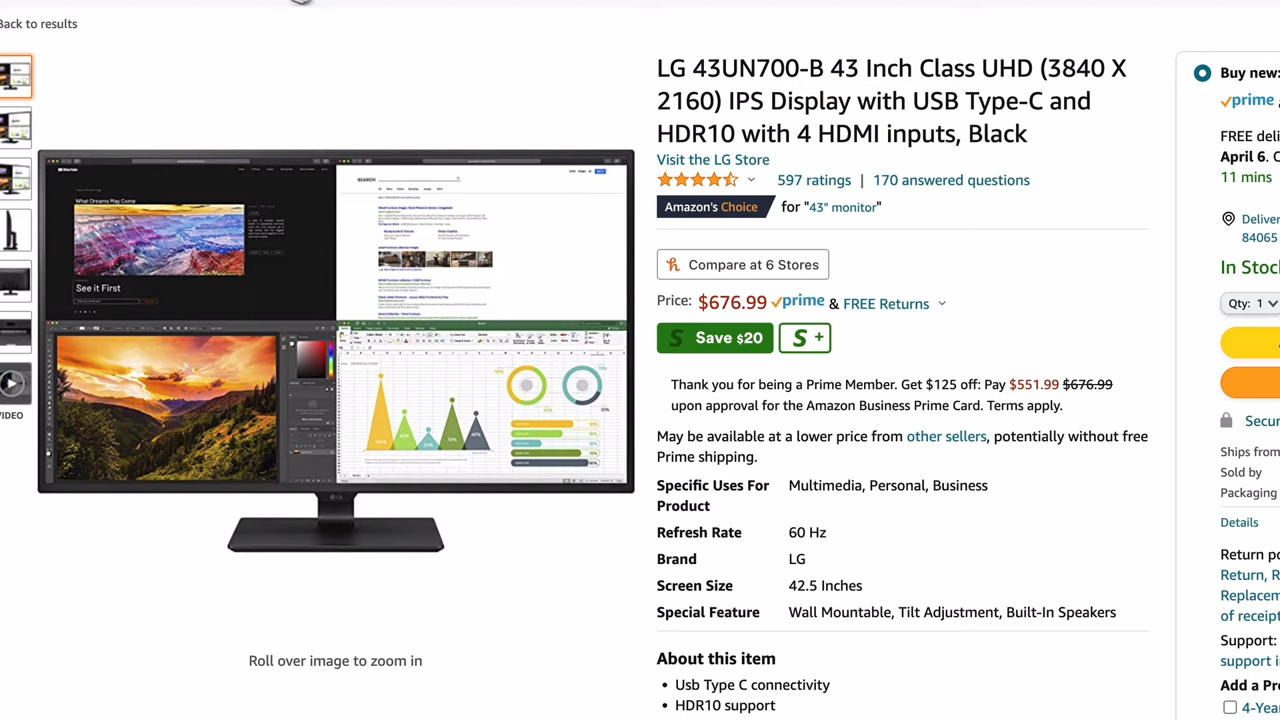 Back to results
LG 43UN700-B 43 Inch Class UHD (3840 X
2160) IPS Display with USB Type-C and
HDR10 with 4 HDMI inputs, Black
Visit the LG Store
597 ratings | 170 answered questions
Amazon's Choice for "43" monitor"
Compare at 6 Stores
Price: $676.99 prime & FREE Returns
Save $20 S +
Thank you for being a Prime Member. Get $125 off: Pay $551.99 $676.99
upon approval for the Amazon Business Prime Card. Terms apply.
May be available at a lower price from other sellers, potentially without free
Prime shipping.
Specific Uses For Product Multimedia, Personal, Business
Refresh Rate 60 Hz
Brand LG
Screen Size 42.5 Inches
Special Feature Wall Mountable, Tilt Adjustment, Built-In Speakers
About this item
• Usb Type C connectivity
• HDR10 support
What Dreams May Come
See it First
SEARCH
LG
VIDEO
Roll over image to zoom in
Buy new:
prime
FREE deli
April 6. O
11 mins
Deliver
84065
In Sto
Qty: 1
Secur
Ships from
Sold by
Packaging
Details
Return po
Return, R
Replacem
of receipt
Support:
support i
Add a Pro
4-Year